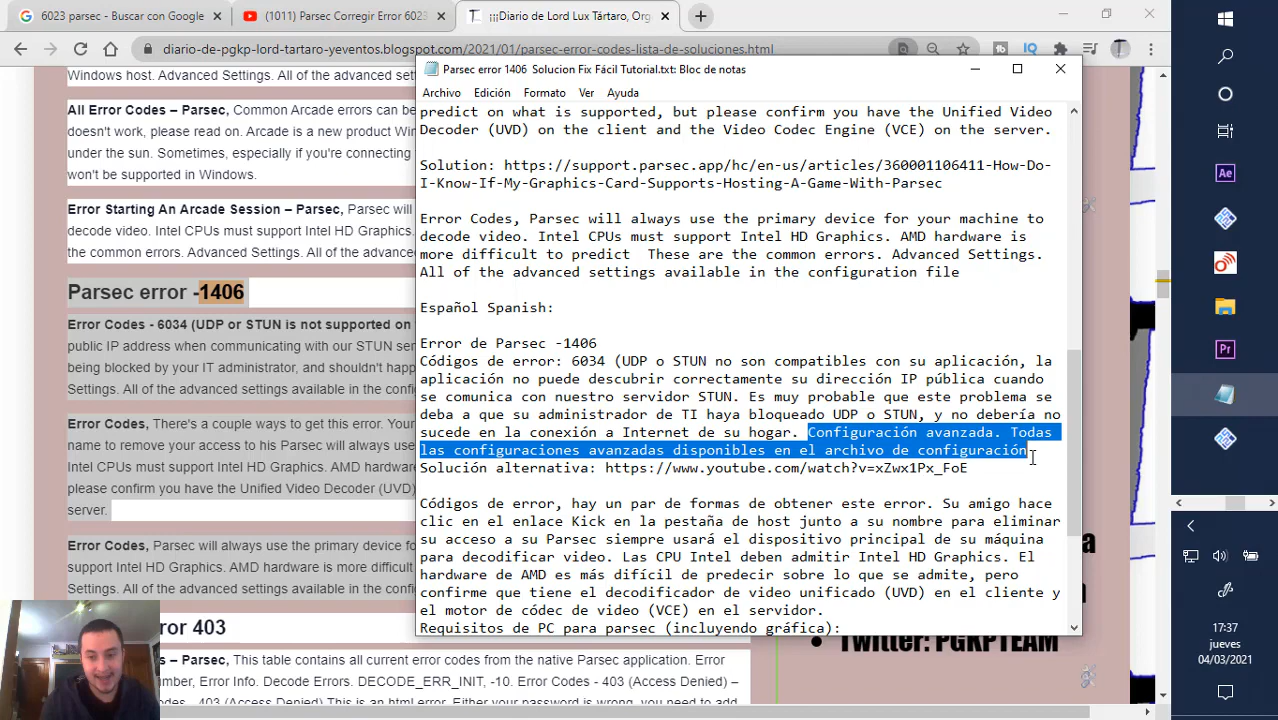 6023 parsec - Buscar con Google
(1011) Parsec Corregir Error 6023
¡¡¡Diario de Lord Lux Tártaro, Org
diario-de-pgkp-lord-tartaro-yeventos.blogspot.com/2021/01/parsec-error-codes-lista-de-soluciones.html
Windows host. Advanced Settings. All of the advanced
All Error Codes – Parsec, Common Arcade errors can be
doesn't work, please read on. Arcade is a new product Win
under the sun. Sometimes, especially if you're connecting
won't be supported in Windows.
Error Starting An Arcade Session – Parsec, Parsec will
decode video. Intel CPUs must support Intel HD Graphics.
the common errors. Advanced Settings. All of the advanced
Parsec error -1406
Error Codes - 6034 (UDP or STUN is not supported on
public IP address when communicating with our STUN ser
being blocked by your IT administrator, and shouldn't happ
Settings. All of the advanced settings available in the config
Error Codes, There's a couple ways to get this error. Your
name to remove your access to his Parsec will always use
please confirm you have the Unified Video Decoder (UVD)
server.
Error Codes, Parsec will always use the primary device fo
support Intel HD Graphics. AMD hardware is more difficult
Settings. All of the advanced settings available in the config
ror 403
s – Parsec, This table contains all current error codes from the native Parsec application. Error
umber, Error Info. Decode Errors. DECODE_ERR_INIT, -10. Error Codes - 403 (Access Denied) –
03 (Access Denied) This is an html error. Either your password is wrong, you need to add
Parsec error 1406 Solucion Fix Fácil Tutorial.txt: Bloc de notas
Archivo Edición Formato Ver Ayuda
predict on what is supported, but please confirm you have the Unified Video
Decoder (UVD) on the client and the Video Codec Engine (VCE) on the server.
Solution: https://support.parsec.app/hc/en-us/articles/360001106411-How-Do-
I-Know-If-My-Graphics-Card-Supports-Hosting-A-Game-With-Parsec
Error Codes, Parsec will always use the primary device for your machine to
decode video. Intel CPUs must support Intel HD Graphics. AMD hardware is
more difficult to predict These are the common errors. Advanced Settings.
All of the advanced settings available in the configuration file
Español Spanish:
Error de Parsec -1406
Códigos de error: 6034 (UDP o STUN no son compatibles con su aplicación, la
aplicación no puede descubrir correctamente su dirección IP pública cuando
se comunica con nuestro servidor STUN. Es muy probable que este problema se
deba a que su administrador de TI haya bloqueado UDP o STUN, y no debería no
sucede en la conexión a Internet de su hogar. Configuración avanzada. Todas
las configuraciones avanzadas disponibles en el archivo de configuración
Solución alternativa: https://www.youtube.com/watch?v=xZwx1Px_FoE
Códigos de error, hay un par de formas de obtener este error. Su amigo hace
clic en el enlace Kick en la pestaña de host junto a su nombre para eliminar
su acceso a su Parsec siempre usará el dispositivo principal de su máquina
para decodificar video. Las CPU Intel deben admitir Intel HD Graphics. El
hardware de AMD es más difícil de predecir sobre lo que se admite, pero
confirme que tiene el decodificador de video unificado (UVD) en el cliente y
el motor de códec de video (VCE) en el servidor.
Requisitos de PC para parsec (incluyendo gráfica):
Twitter: PGKPTEAM
IQ
Ae
Pr
17:37
jueves
04/03/2021